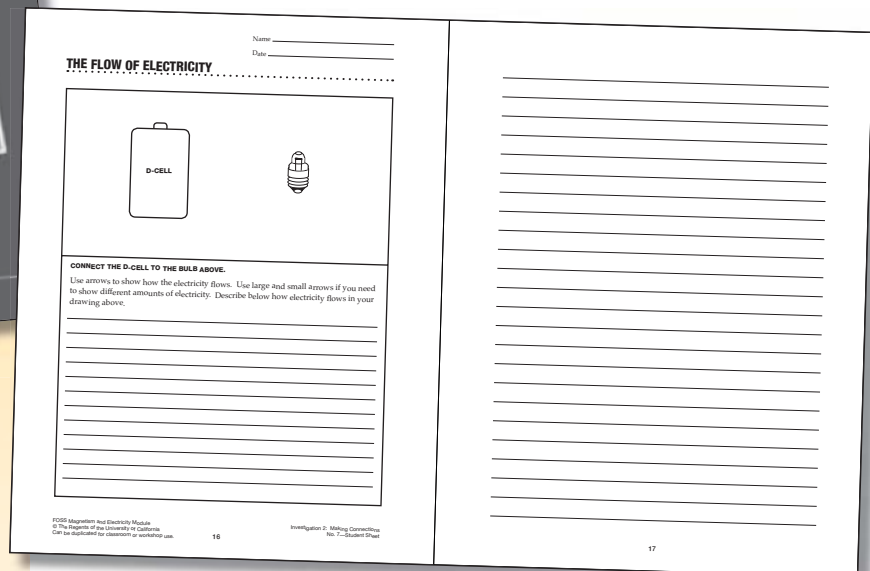 Name
Date
THE FLOW OF ELECTRICITY
D-CELL
CONNECT THE D-CELL TO THE BULB ABOVE.
Use arrows to show how the electricity flows. Use large and small arrows if you need
to show different amounts of electricity. Describe below how electricity flows in your
drawing above.
FOSS Magnetism and Electricity Module
© The Regents of the University of California
Can be duplicated for classroom or workshop use.
16
Investigation 2: Making Connections
No. 7—Student Sheet
17